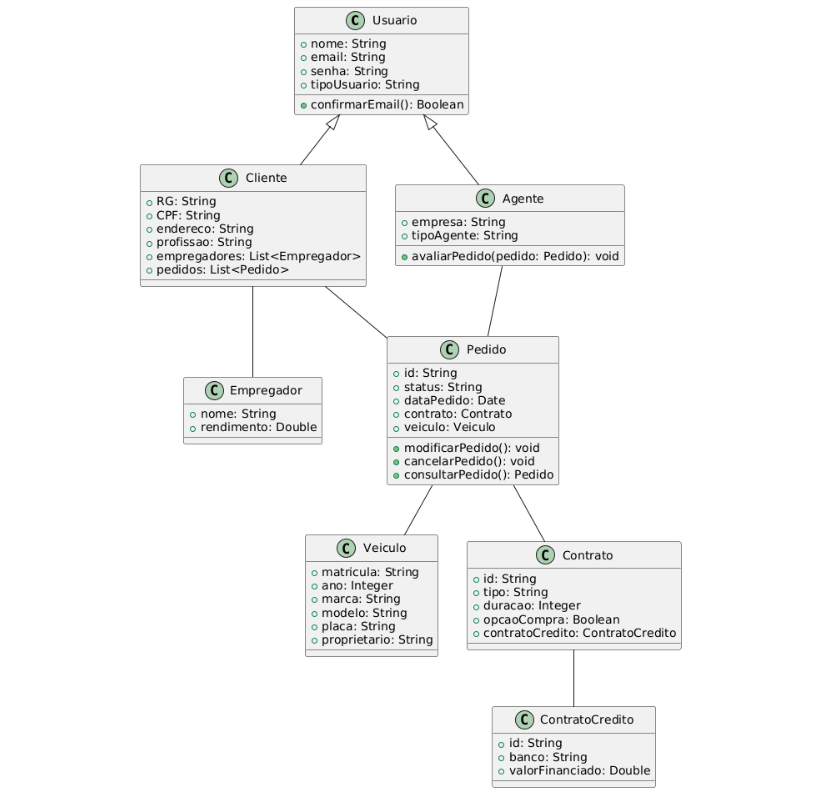 C Usuario
nome: String
email: String
senha: String
tipoUsuario: String
confirmarEmail(): Boolean
C Cliente
RG: String
CPF: String
endereco: String
profissao: String
empregadores: List<Empregador>
pedidos: List<Pedido>
C Agente
empresa: String
tipoAgente: String
avaliarPedido(pedido: Pedido): void
C Empregador
nome: String
rendimento: Double
C Pedido
id: String
status: String
dataPedido: Date
contrato: Contrato
veiculo: Veiculo
modificarPedido(): void
cancelarPedido(): void
consultarPedido(): Pedido
C Veiculo
matricula: String
ano: Integer
marca: String
modelo: String
placa: String
proprietario: String
C Contrato
id: String
tipo: String
duracao: Integer
opcaoCompra: Boolean
contratoCredito: ContratoCredito
C ContratoCredito
id: String
banco: String
valorFinanciado: Double